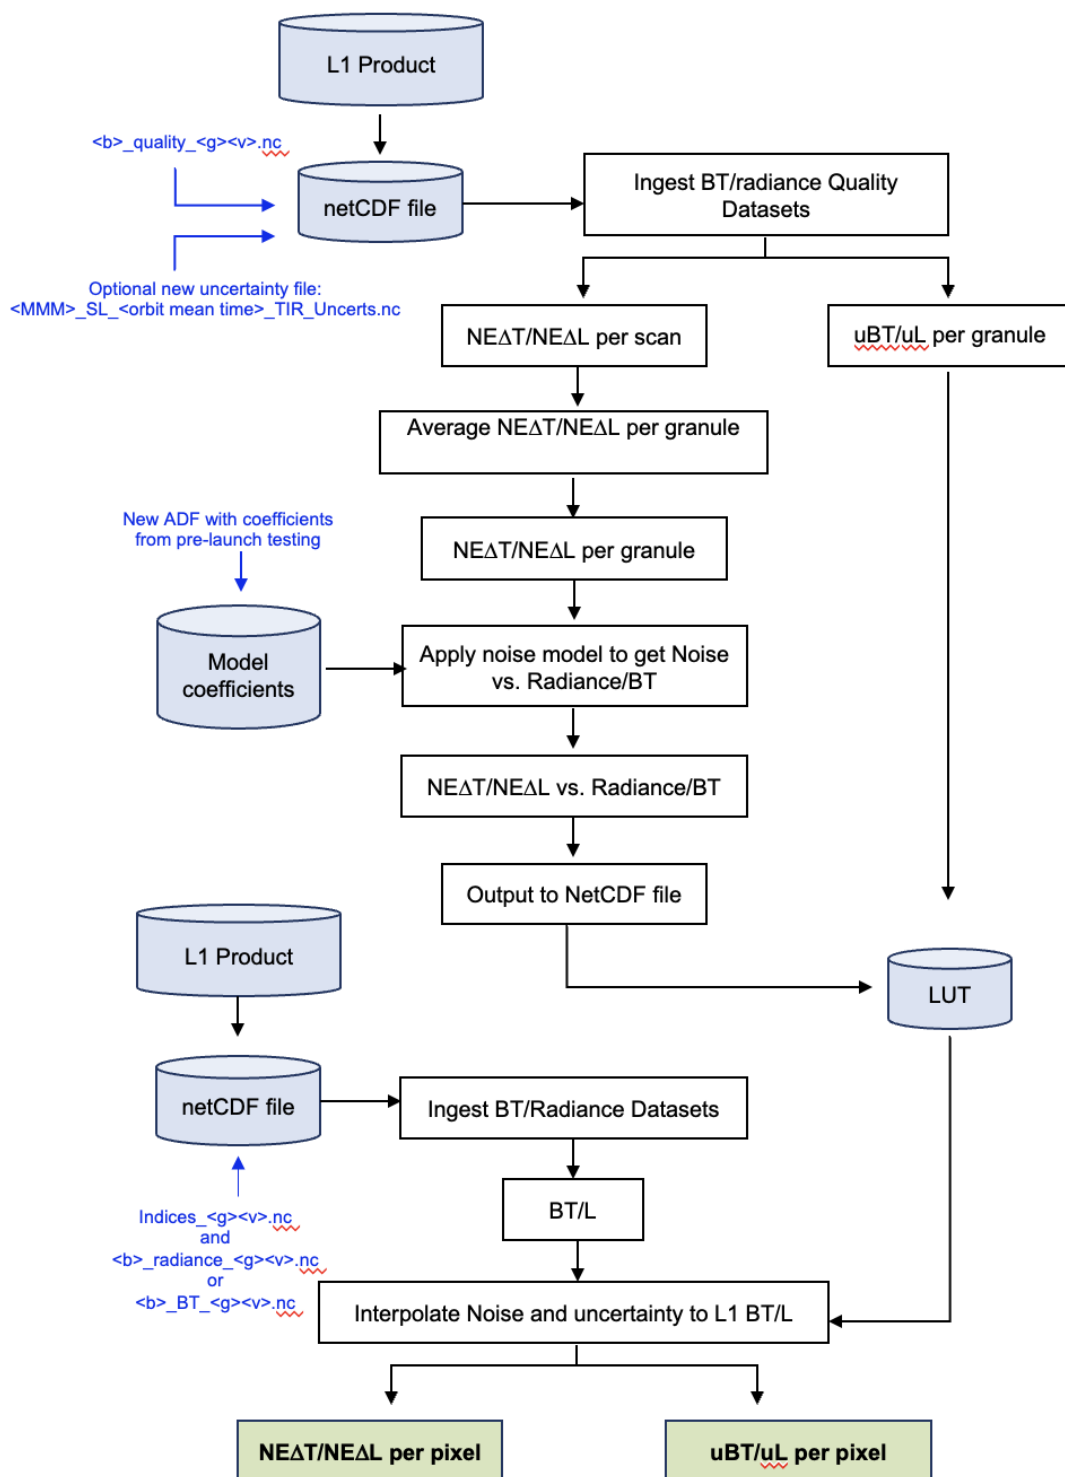 L1 Product
<b>_quality_<g><v>.nc
netCDF file
Ingest BT/radiance Quality
Datasets
Optional new uncertainty file:
<MMM>_SL_<orbit mean time>_TIR_Uncerts.nc
NEΔT/NEΔL per scan
uBT/uL per granule
Average NEΔT/NEΔL per granule
New ADF with coefficients
from pre-launch testing
NEΔT/NEΔL per granule
Model
coefficients
Apply noise model to get Noise
vs. Radiance/BT
NEΔT/NEΔL vs. Radiance/BT
Output to NetCDF file
L1 Product
LUT
netCDF file
Ingest BT/Radiance Datasets
BT/L
Indices_<g><v>.nc
and
<b>_radiance_<g><v>.nc
or
<b>_BT_<g><v>.nc
Interpolate Noise and uncertainty to L1 BT/L
NEΔT/NEΔL per pixel
uBT/uL per pixel